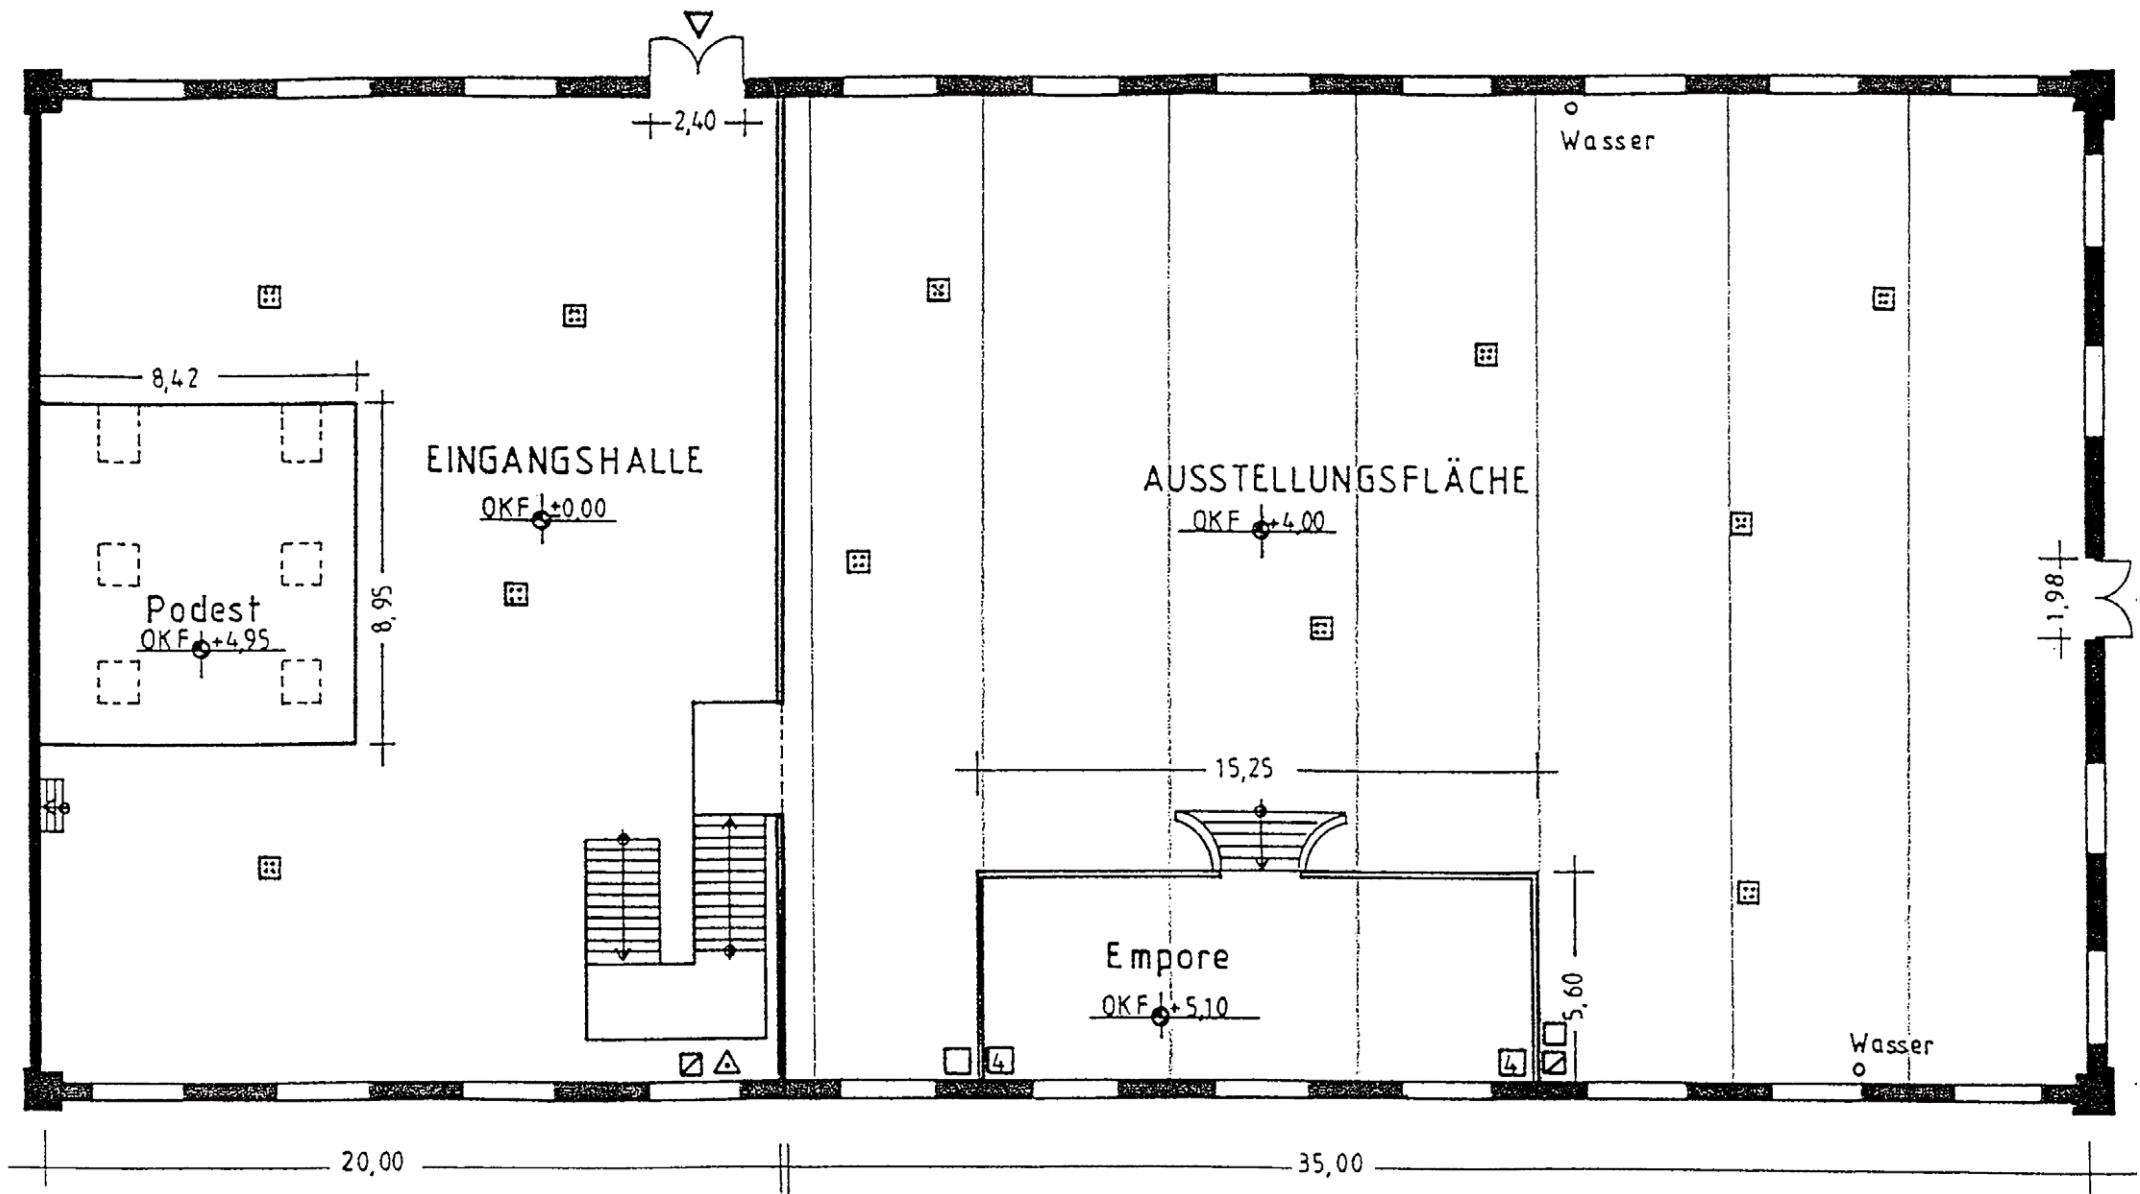 2,40
Wasser
8,42
EINGANGSHALLE
OKF ±0,00
AUSSTELLUNGSFLÄCHE
OKF +4,00
8,95
Podest
OKF +4,95
1,98
15,25
Empore
OKF +5,10
5,60
4
4
Wasser
20,00
35,00